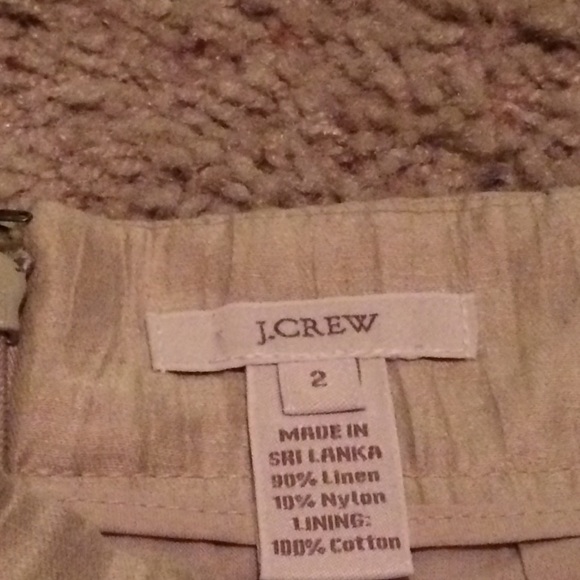 J.CREW
2
MADE IN
SRI LANKA
90% Linen
10% Nylon
LINING:
100% Cotton